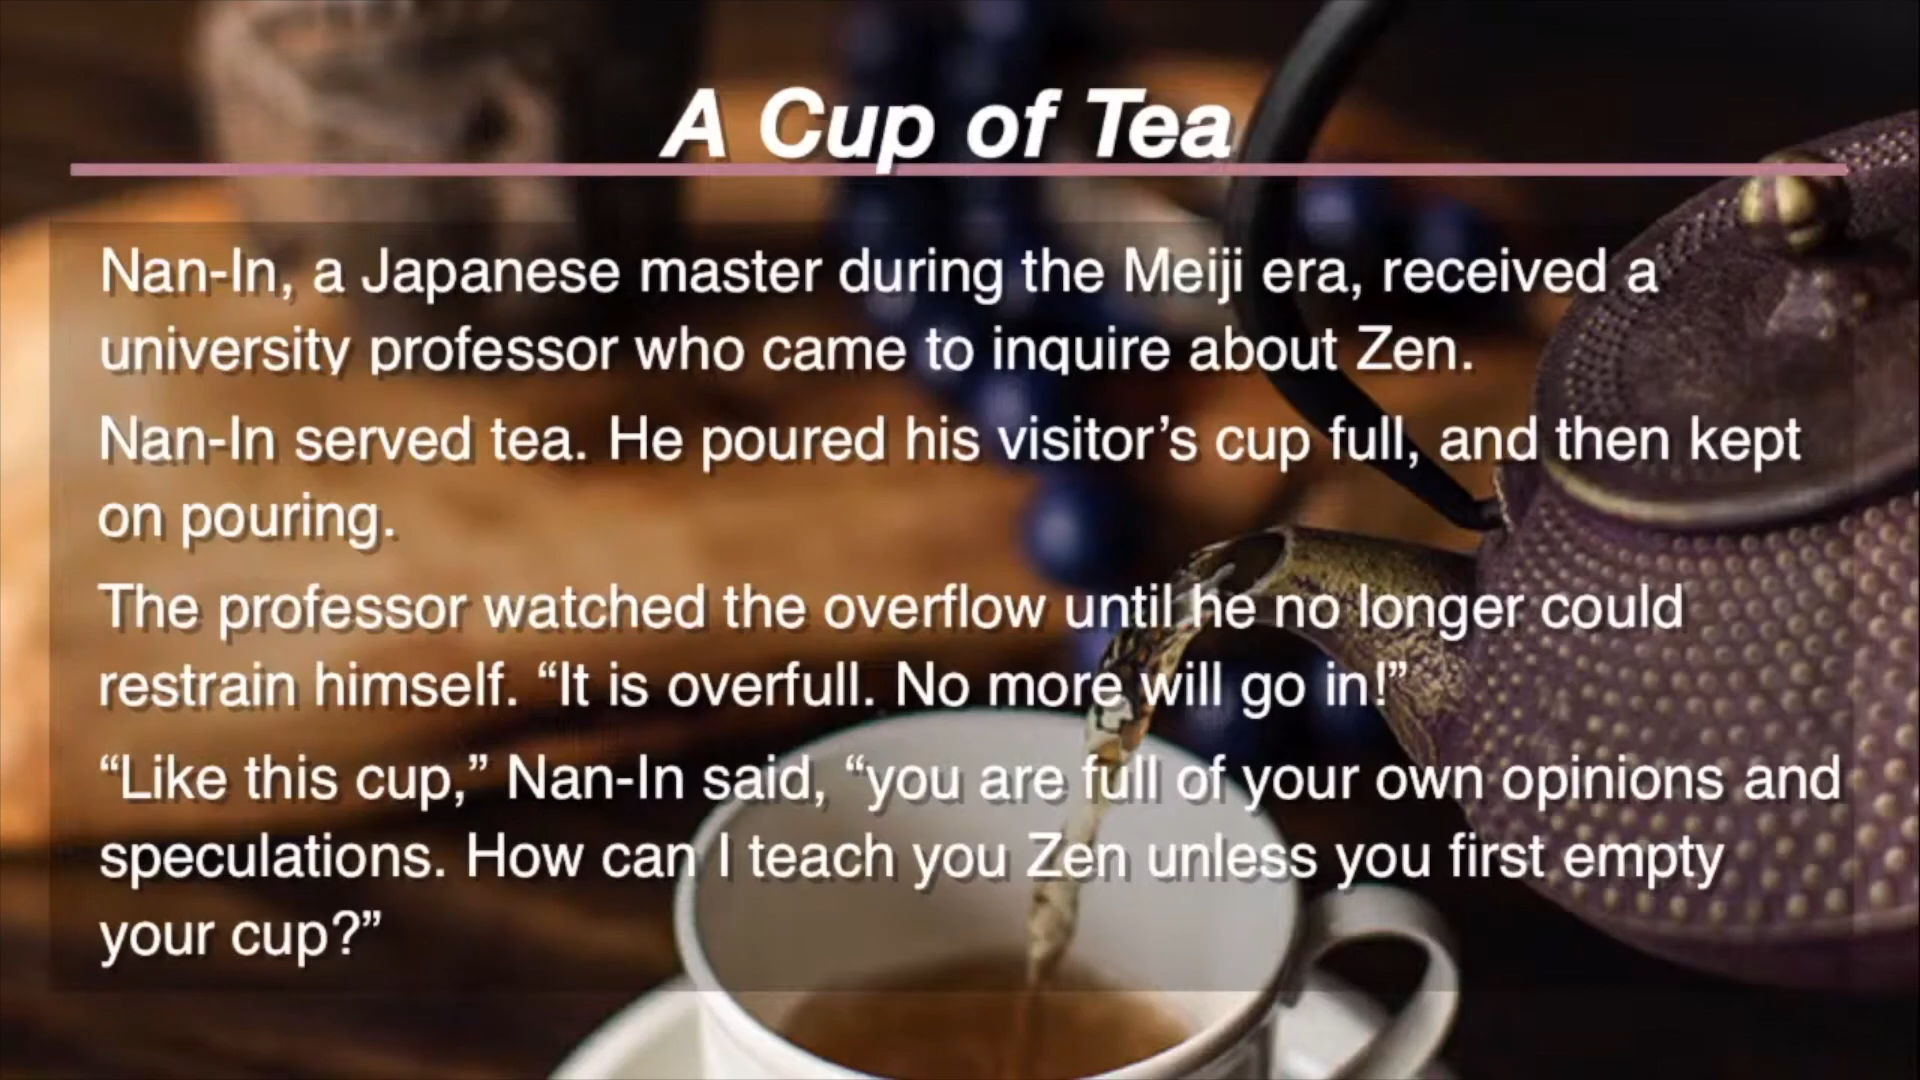 A Cup of Tea
Nan-In, a Japanese master during the Meiji era, received a
university professor who came to inquire about Zen.
Nan-In served tea. He poured his visitor’s cup full, and then kept
on pouring.
The professor watched the overflow until he no longer could
restrain himself. “It is overfull. No more will go in!”
“Like this cup,” Nan-In said, “you are full of your own opinions and
speculations. How can I teach you Zen unless you first empty
your cup?”